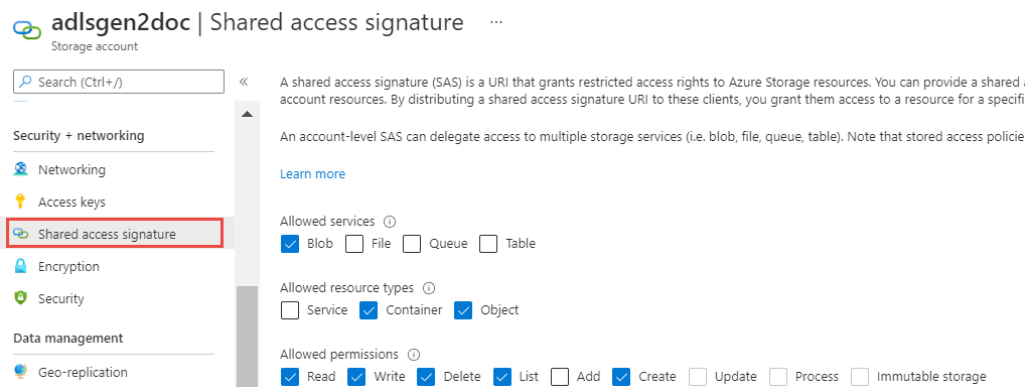 adlsgen2doc | Shared access signature ...
Storage account
Search (Ctrl+/)
«
Security + networking
Networking
Access keys
Shared access signature
Encryption
Security
Data management
Geo-replication
A shared access signature (SAS) is a URI that grants restricted access rights to Azure Storage resources. You can provide a shared
account resources. By distributing a shared access signature URI to these clients, you grant them access to a resource for a specifi
An account-level SAS can delegate access to multiple storage services (i.e. blob, file, queue, table). Note that stored access policie
Learn more
Allowed services
Blob File Queue Table
Allowed resource types
Service Container Object
Allowed permissions
Read Write Delete List Add Create Update Process Immutable storage